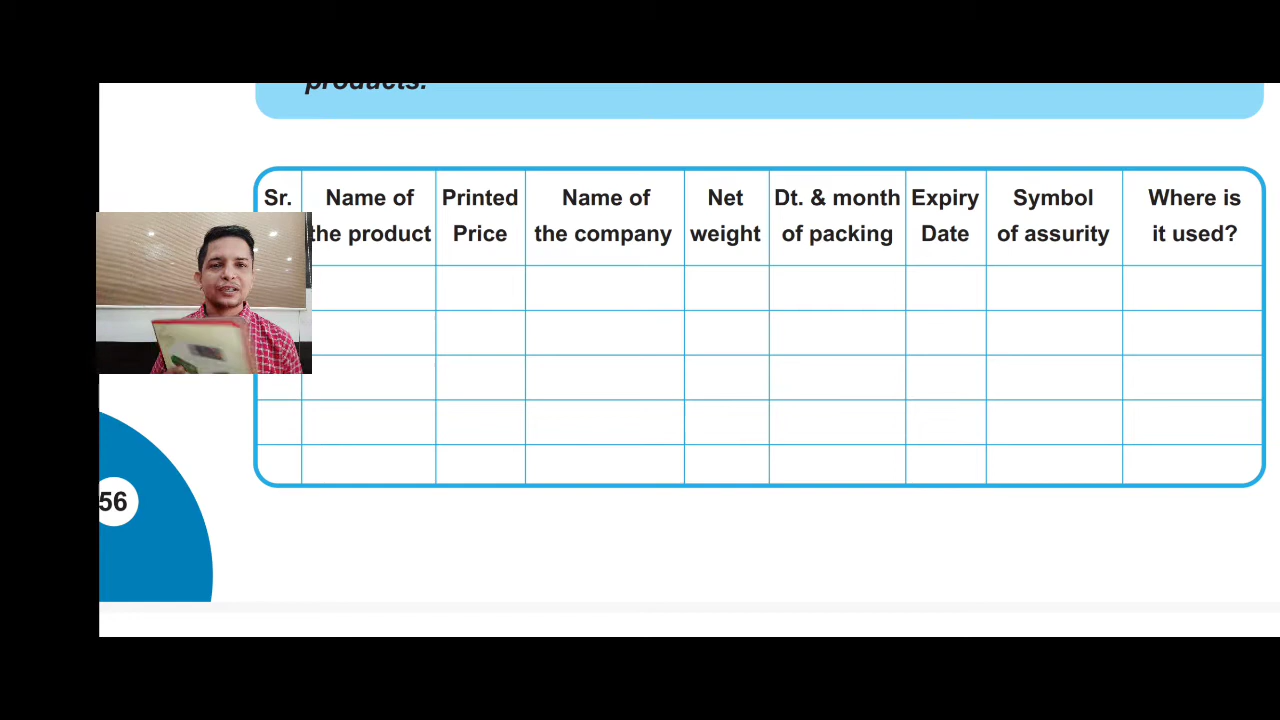 products.
Sr. Name of the product Printed Price Name of the company Net weight Dt. & month of packing Expiry Date Symbol of assurity Where is it used?
56